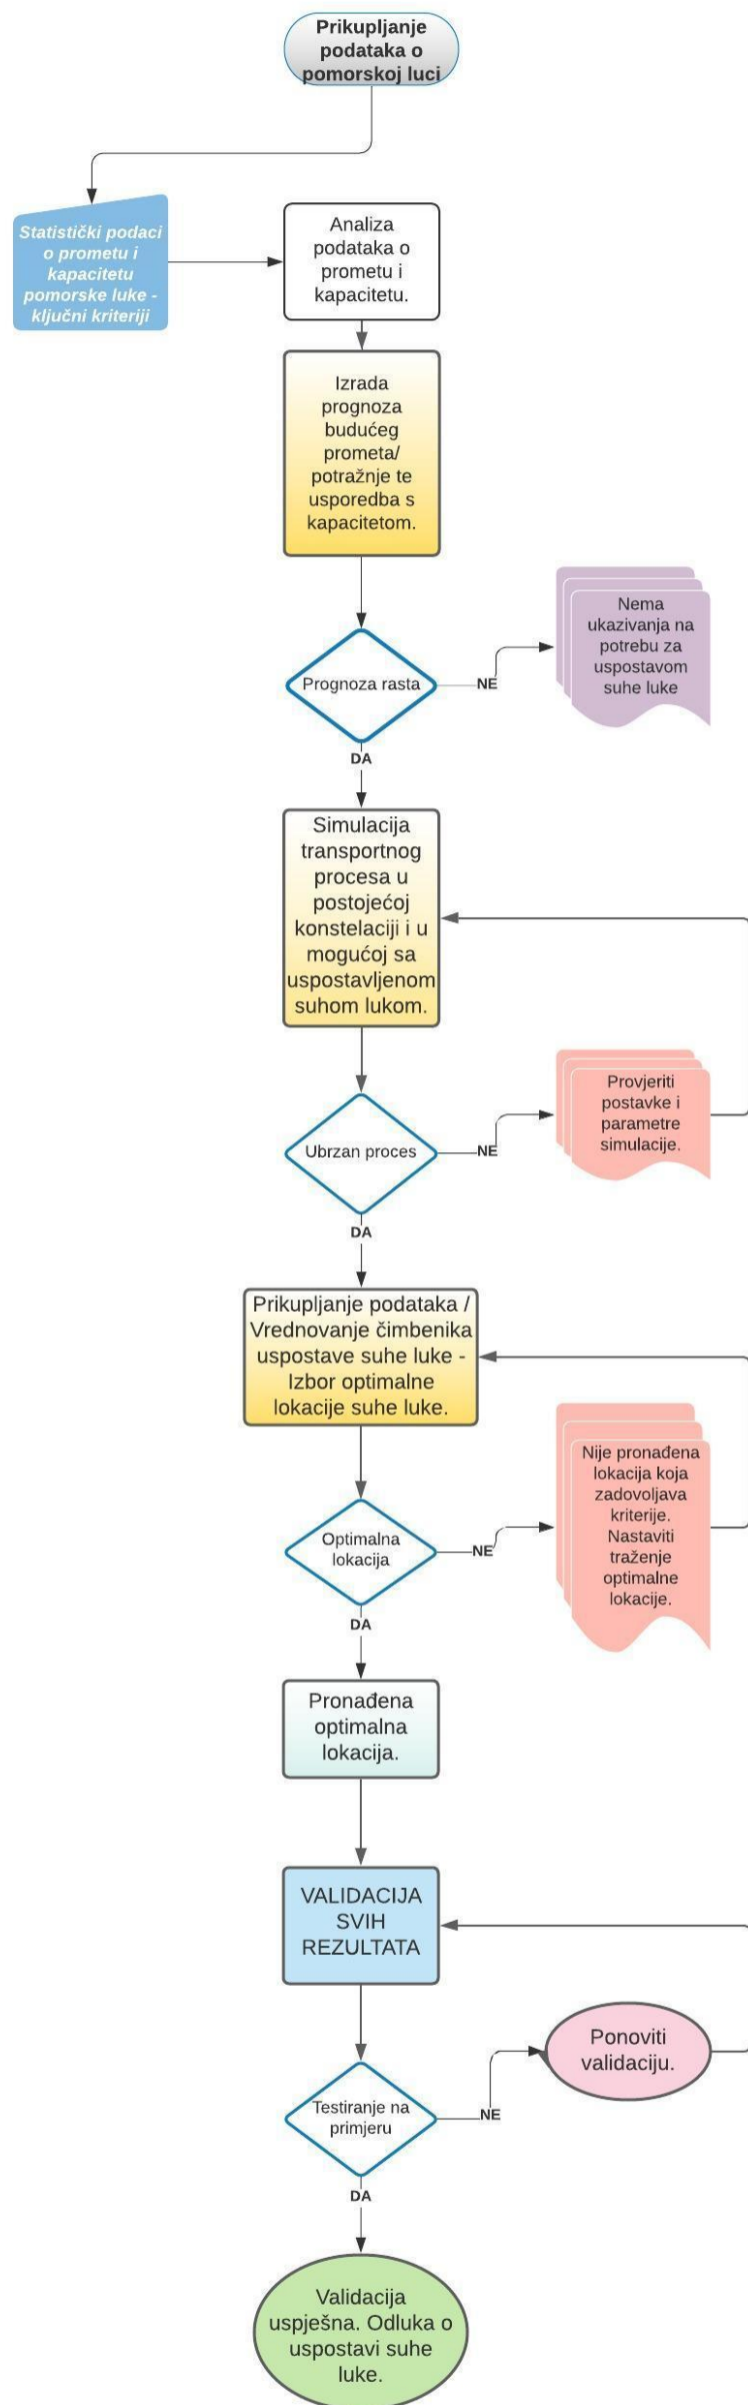 Prikupljanje
podataka o
pomorskoj luci
Statistički podaci
o prometu i
kapacitetu
pomorske luke -
ključni kriteriji
Analiza
podataka o
prometu i
kapacitetu.
Izrada
prognoza
budućeg
prometa/
potražnje te
usporedba s
kapacitetom.
Prognoza rasta
NE
Nema
ukazivanja na
potrebu za
uspostavom
suhe luke
DA
Simulacija
transportnog
procesa u
postojećoj
konstelaciji i u
mogućoj sa
uspostavljenom
suhom lukom.
Ubrzan proces
NE
Provjeriti
postavke i
parametre
simulacije.
DA
Prikupljanje podataka /
Vrednovanje čimbenika
uspostave suhe luke -
Izbor optimalne
lokacije suhe luke.
Optimalna
lokacija
NE
Nije pronađena
lokacija koja
zadovoljava
kriterije.
Nastaviti
traženje
optimalne
lokacije.
DA
Pronađena
optimalna
lokacija.
VALIDACIJA
SVIH
REZULTATA
Testiranje na
primjeru
NE
Ponoviti
validaciju.
DA
Validacija
uspješna. Odluka o
uspostavi suhe
luke.